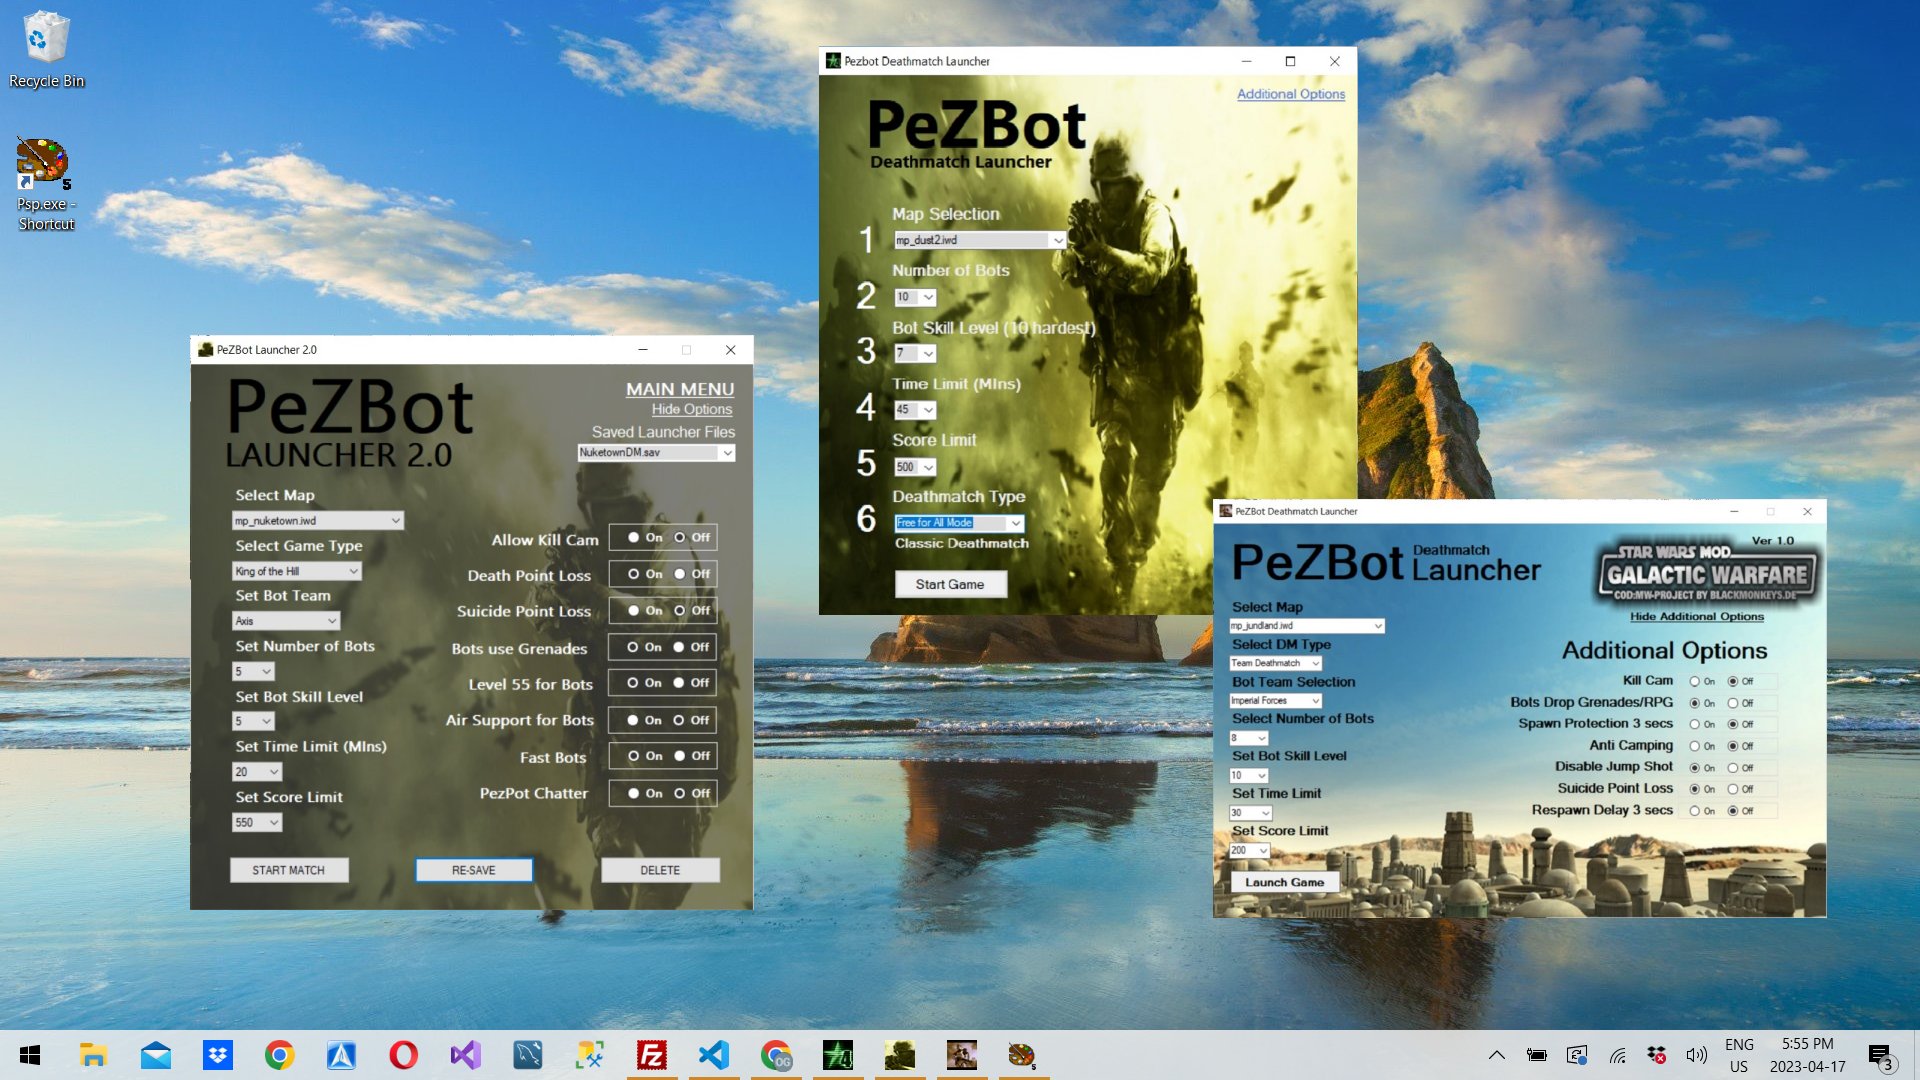 Recycle Bin
Psp.exe -
Shortcut
5
PeZBot Launcher 2.0
PeZBot
LAUNCHER 2.0
MAIN MENU
Hide Options
Saved Launcher Files
NuketownDM.sav
Select Map
mp_nuketown.iwd
Select Game Type
King of the Hill
Set Bot Team
Axis
Set Number of Bots
5
Set Bot Skill Level
5
Set Time Limit (MIns)
20
Set Score Limit
550
Allow Kill Cam On Off
Death Point Loss On Off
Suicide Point Loss On Off
Bots use Grenades On Off
Level 55 for Bots On Off
Air Support for Bots On Off
Fast Bots On Off
PezPot Chatter On Off
START MATCH RE-SAVE DELETE
Pezbot Deathmatch Launcher
Additional Options
PeZBot
Deathmatch Launcher
Map Selection
1 mp_dust2.iwd
Number of Bots
2 10
Bot Skill Level (10 hardest)
3 7
Time Limit (MIns)
4 45
Score Limit
5 500
Deathmatch Type
6 Free for All Mode
Classic Deathmatch
Start Game
PeZBot Deathmatch Launcher
PeZBot Deathmatch
Launcher
Ver 1.0
STAR WARS MOD
GALACTIC WARFARE
COD:MW-PROJECT BY BLACKMONKEYS.DE
Hide Additional Options
Select Map
mp_jundland.iwd
Select DM Type
Team Deathmatch
Bot Team Selection
Imperial Forces
Select Number of Bots
8
Set Bot Skill Level
10
Set Time Limit
30
Set Score Limit
200
Launch Game
Additional Options
Kill Cam On Off
Bots Drop Grenades/RPG On Off
Spawn Protection 3 secs On Off
Anti Camping On Off
Disable Jump Shot On Off
Suicide Point Loss On Off
Respawn Delay 3 secs On Off
FZ
OG
4
5
ENG
US
5:55 PM
2023-04-17
3